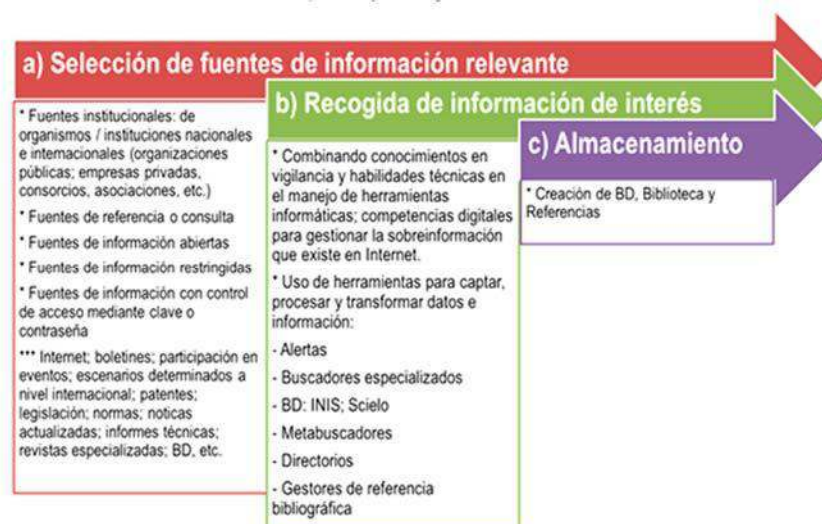 a) Selección de fuentes de información relevante
* Fuentes institucionales: de
organismos / instituciones nacionales
e internacionales (organizaciones
públicas; empresas privadas,
consorcios, asociaciones, etc.)
* Fuentes de referencia o consulta
* Fuentes de información abiertas
* Fuentes de información restringidas
* Fuentes de información con control
de acceso mediante clave o
contraseña
*** Internet; boletines; participación en
eventos; escenarios determinados a
nivel internacional; patentes;
legislación; normas; noticas
actualizadas; informes técnicas;
revistas especializadas; BD, etc.
b) Recogida de información de interés
* Combinando conocimientos en
vigilancia y habilidades técnicas en
el manejo de herramientas
informáticas; competencias digitales
para gestionar la sobreinformación
que existe en Internet.
* Uso de herramientas para captar,
procesar y transformar datos e
información:
- Alertas
- Buscadores especializados
- BD: INIS; Scielo
- Metabuscadores
- Directorios
- Gestores de referencia
bibliográfica
c) Almacenamiento
* Creación de BD, Biblioteca y
Referencias